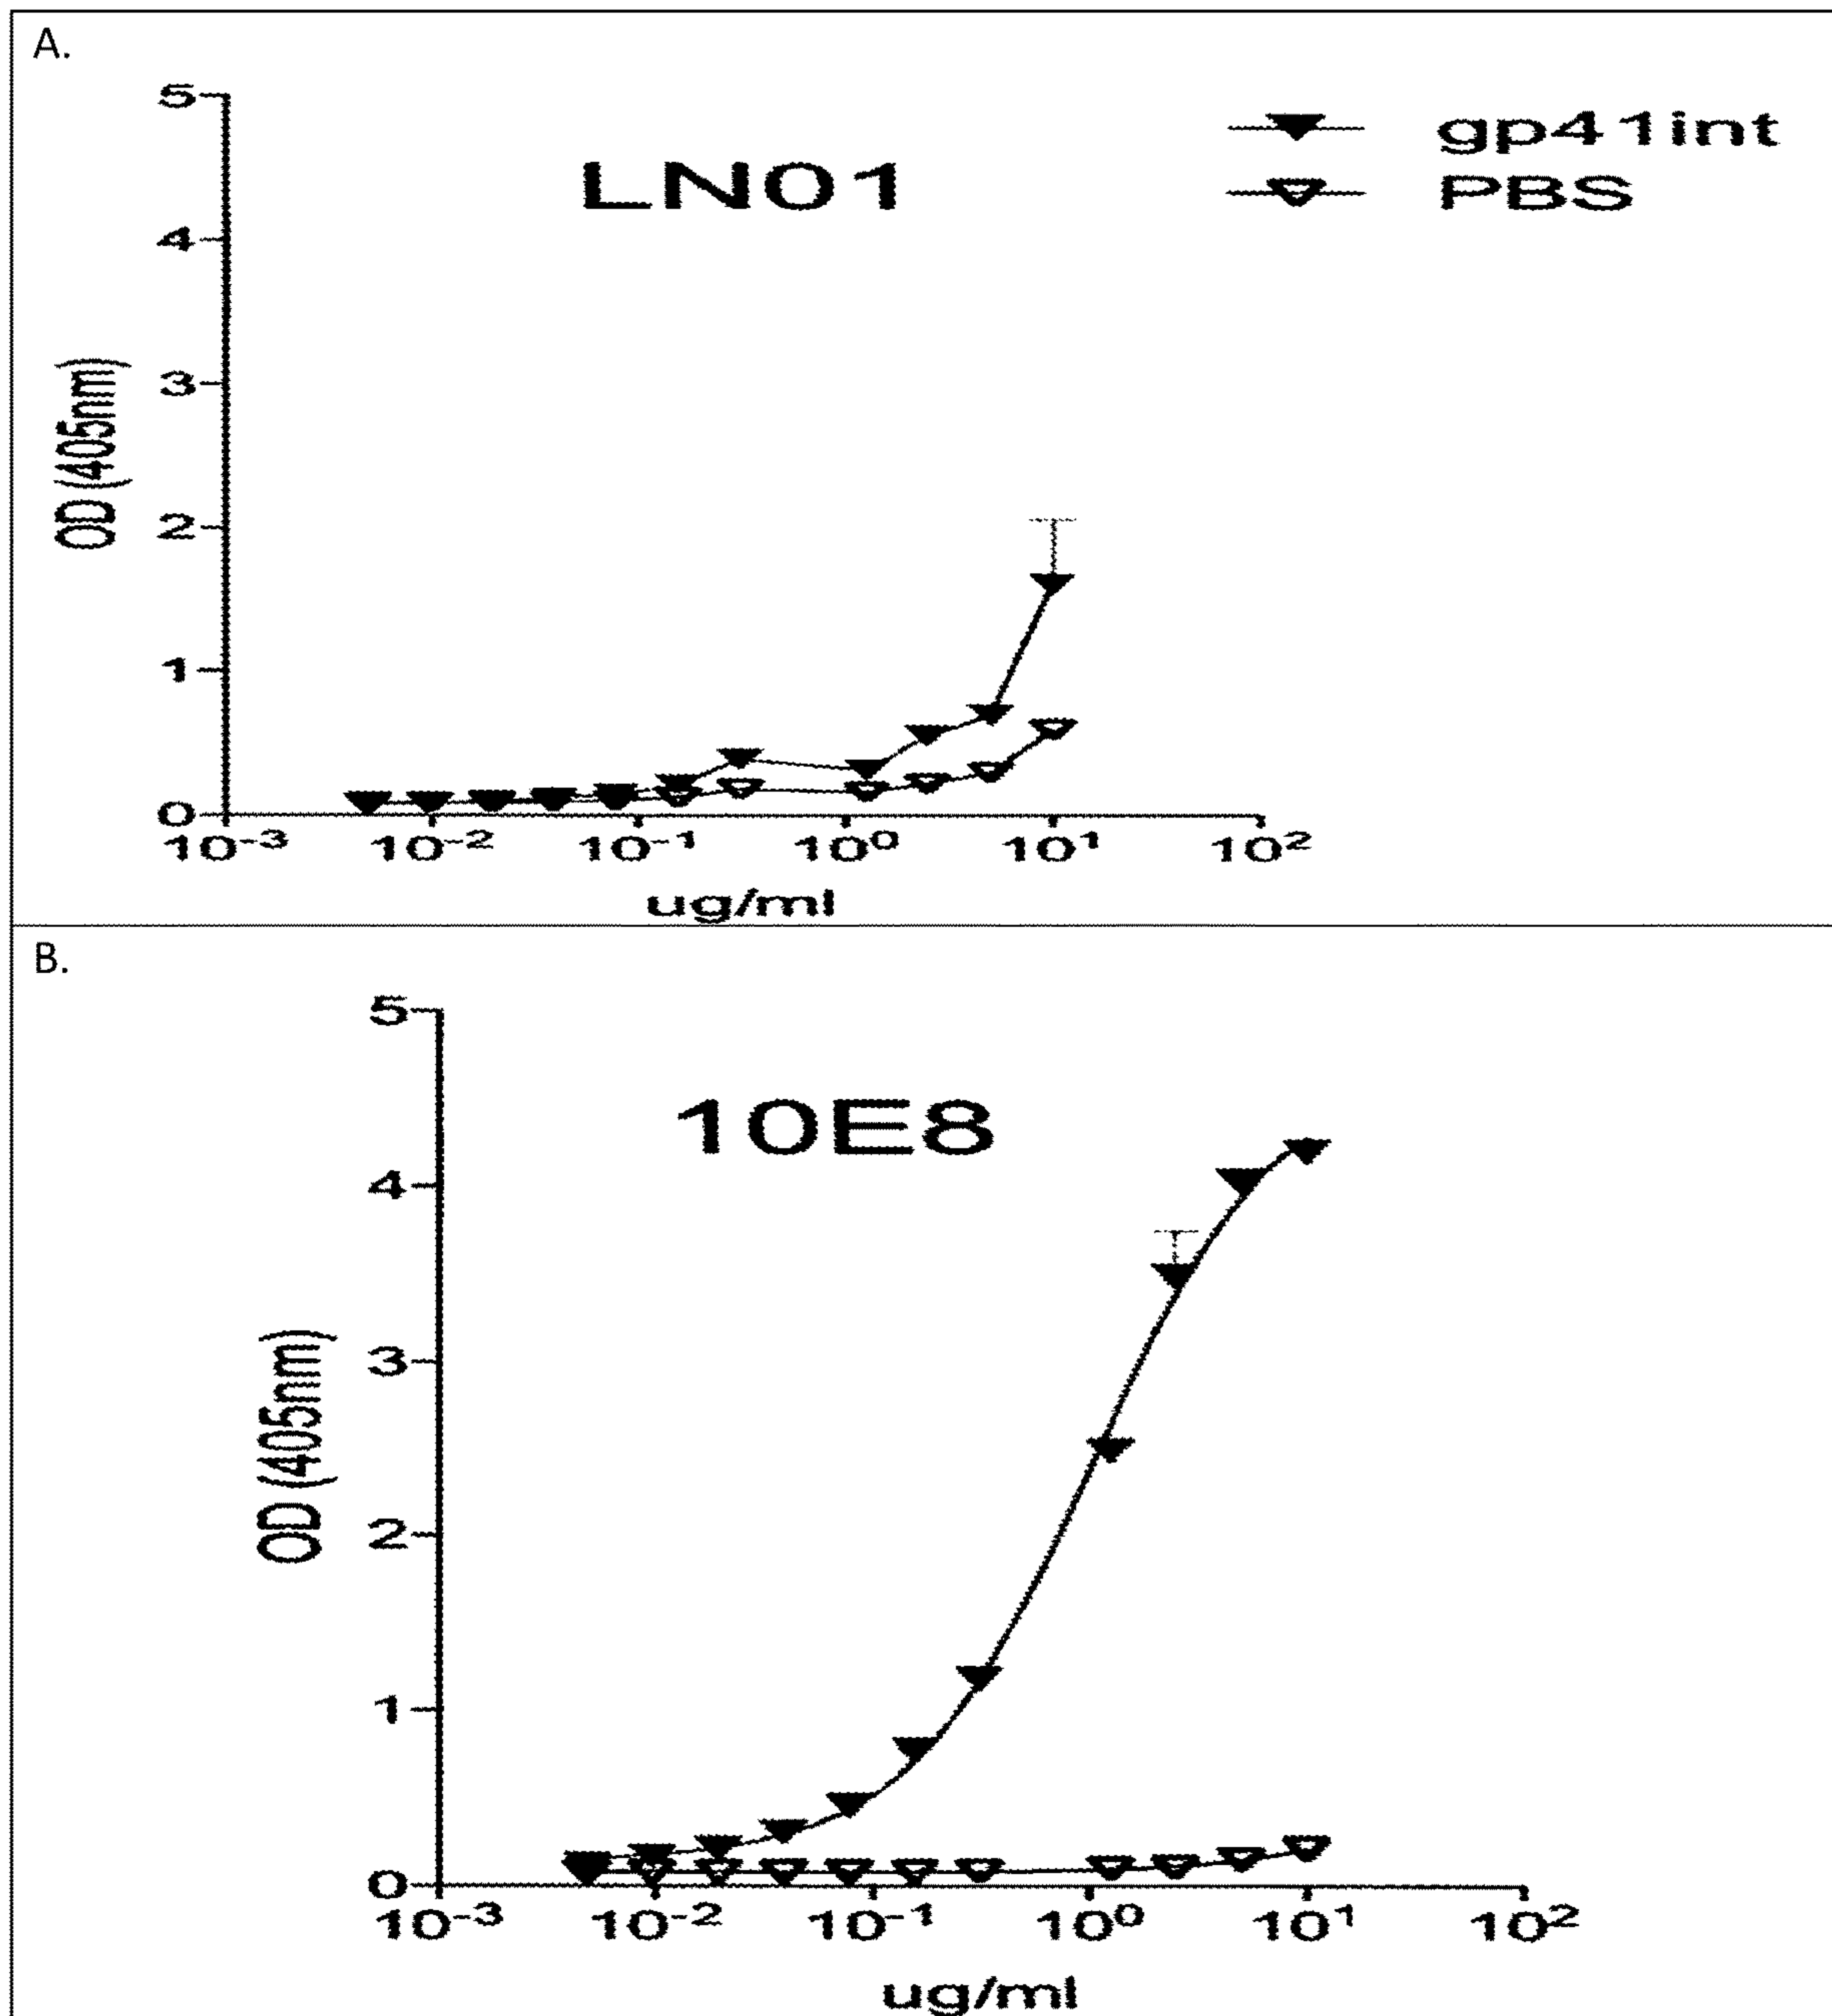 A.
LN01
gp41int
PBS
OD (405nm)
5
4
3
2
1
0
10⁻³ 10⁻² 10⁻¹ 10⁰ 10¹ 10²
ug/ml
B.
10E8
OD (405nm)
5
4
3
2
1
0
10⁻³ 10⁻² 10⁻¹ 10⁰ 10¹ 10²
ug/ml